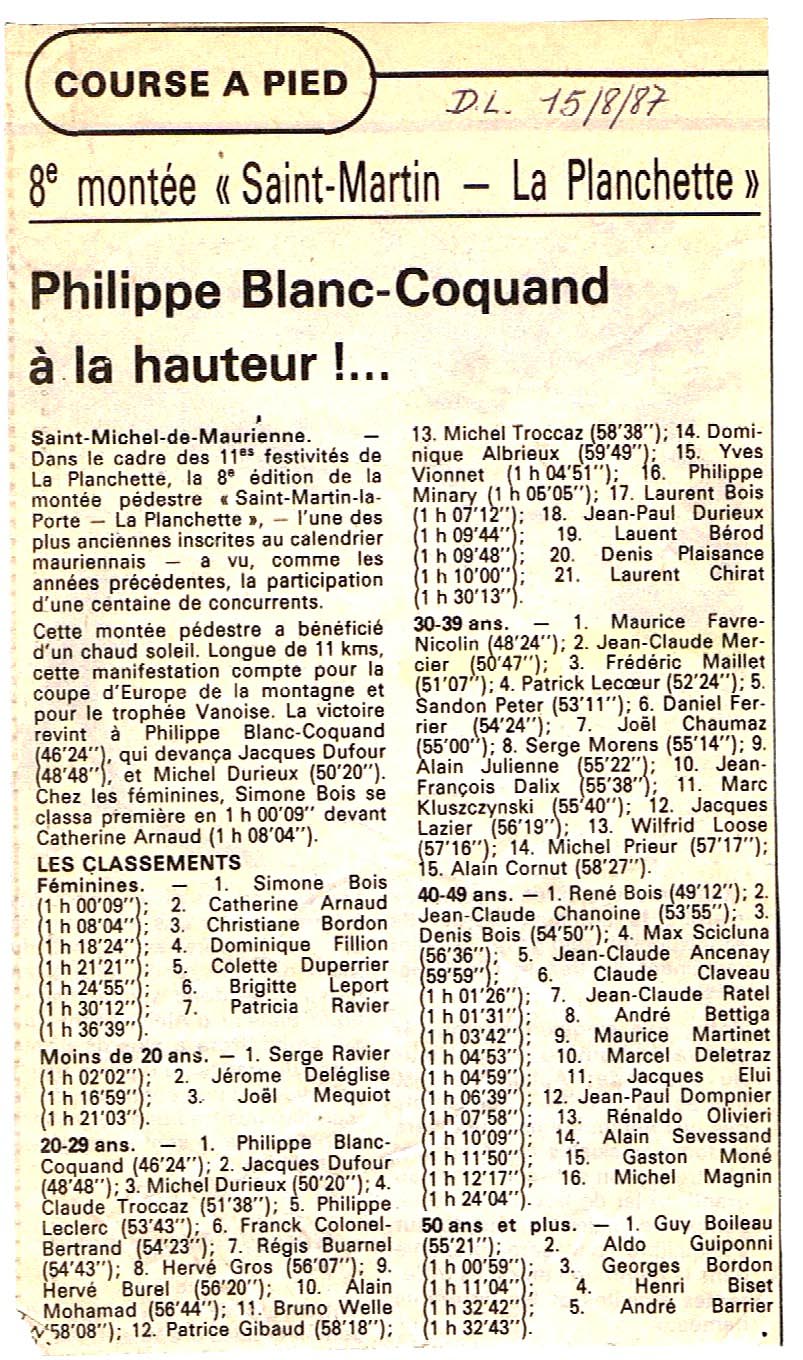 COURSE A PIED
D.L. 15/8/87
8e montée « Saint-Martin — La Planchette »
Philippe Blanc-Coquand
à la hauteur !...
Saint-Michel-de-Maurienne. —
Dans le cadre des 11es festivités de
La Planchette, la 8e édition de la
montée pédestre « Saint-Martin-la-
Porte — La Planchette », — l'une des
plus anciennes inscrites au calendrier
mauriennais — a vu, comme les
années précédentes, la participation
d'une centaine de concurrents.
Cette montée pédestre a bénéficié
d'un chaud soleil. Longue de 11 kms,
cette manifestation compte pour la
coupe d'Europe de la montagne et
pour le trophée Vanoise. La victoire
revint à Philippe Blanc-Coquand
(46'24''), qui devança Jacques Dufour
(48'48''), et Michel Durieux (50'20'').
Chez les féminines, Simone Bois se
classa première en 1 h 00'09'' devant
Catherine Arnaud (1 h 08'04'').
LES CLASSEMENTS
Féminines. — 1. Simone Bois
(1 h 00'09''); 2. Catherine Arnaud
(1 h 08'04''); 3. Christiane Bordon
(1 h 18'24''); 4. Dominique Fillion
(1 h 21'21''); 5. Colette Duperrier
(1 h 24'55''); 6. Brigitte Leport
(1 h 30'12''); 7. Patricia Ravier
(1 h 36'39'').
Moins de 20 ans. — 1. Serge Ravier
(1 h 02'02''); 2. Jérome Deléglise
(1 h 16'59''); 3. Joël Mequiot
(1 h 21'03'').
20-29 ans. — 1. Philippe Blanc-
Coquand (46'24''); 2. Jacques Dufour
(48'48''); 3. Michel Durieux (50'20''); 4.
Claude Troccaz (51'38''); 5. Philippe
Leclerc (53'43''); 6. Franck Colonel-
Bertrand (54'23''); 7. Régis Buarnel
(54'43''); 8. Hervé Gros (56'07''); 9.
Hervé Burel (56'20''); 10. Alain
Mohamad (56'44''); 11. Bruno Welle
(58'08''); 12. Patrice Gibaud (58'18'');
13. Michel Troccaz (58'38''); 14. Domi-
nique Albrieux (59'49''); 15. Yves
Vionnet (1 h 04'51''); 16. Philippe
Minary (1 h 05'05''); 17. Laurent Bois
(1 h 07'12''); 18. Jean-Paul Durieux
(1 h 09'44''); 19. Lauent Bérod
(1 h 09'48''); 20. Denis Plaisance
(1 h 10'00''); 21. Laurent Chirat
(1 h 30'13'').
30-39 ans. — 1. Maurice Favre-
Nicolin (48'24''); 2. Jean-Claude Mer-
cier (50'47''); 3. Frédéric Maillet
(51'07''); 4. Patrick Lecœur (52'24''); 5.
Sandon Peter (53'11''); 6. Daniel Fer-
rier (54'24''); 7. Joël Chaumaz
(55'00''); 8. Serge Morens (55'14''); 9.
Alain Julienne (55'22''); 10. Jean-
François Dalix (55'38''); 11. Marc
Kluszczynski (55'40''); 12. Jacques
Lazier (56'19''); 13. Wilfrid Loose
(57'16''); 14. Michel Prieur (57'17'');
15. Alain Cornut (58'27'').
40-49 ans. — 1. René Bois (49'12''); 2.
Jean-Claude Chanoine (53'55''); 3.
Denis Bois (54'50''); 4. Max Scicluna
(56'36''); 5. Jean-Claude Ancenay
(59'59''); 6. Claude Claveau
(1 h 01'26''); 7. Jean-Claude Ratel
(1 h 01'31''); 8. André Bettiga
(1 h 03'42''); 9. Maurice Martinet
(1 h 04'53''); 10. Marcel Deletraz
(1 h 04'59''); 11. Jacques Elui
(1 h 06'39''); 12. Jean-Paul Dompnier
(1 h 07'58''); 13. Rénaldo Olivieri
(1 h 10'09''); 14. Alain Sevessand
(1 h 11'50''); 15. Gaston Moné
(1 h 12'17''); 16. Michel Magnin
(1 h 24'04'').
50 ans et plus. — 1. Guy Boileau
(55'21''); 2. Aldo Guiponni
(1 h 00'59''); 3. Georges Bordon
(1 h 11'04''); 4. Henri Biset
(1 h 32'42''); 5. André Barrier
(1 h 32'43'').